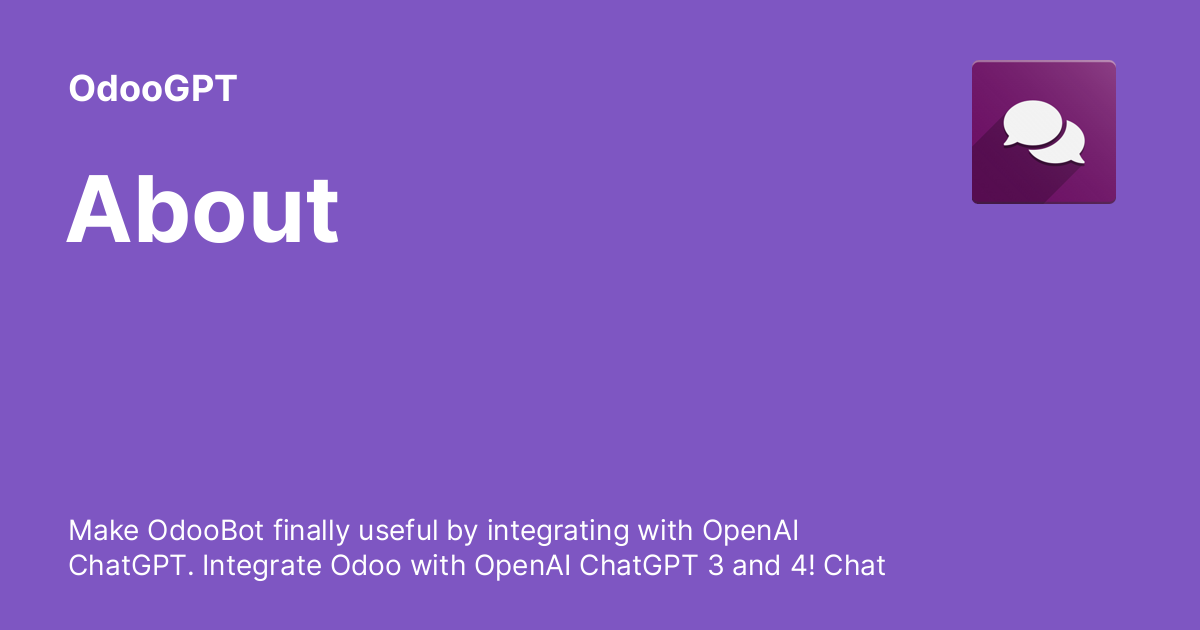 OdooGPT
About
Make OdooBot finally useful by integrating with OpenAI
ChatGPT. Integrate Odoo with OpenAI ChatGPT 3 and 4! Chat